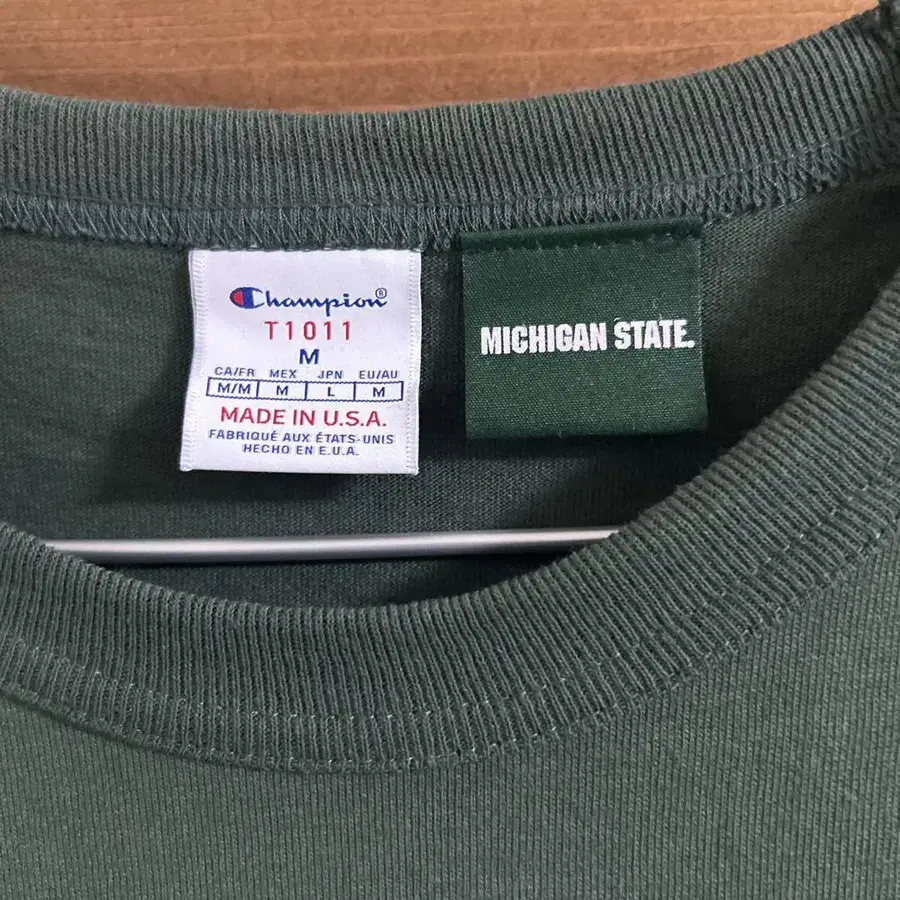 Champion®
T1011
M
CA/FR MEX JPN EU/AU
M/M M L M
MADE IN U.S.A.
FABRIQUÉ AUX ÉTATS-UNIS
HECHO EN E.U.A.
MICHIGAN STATE.